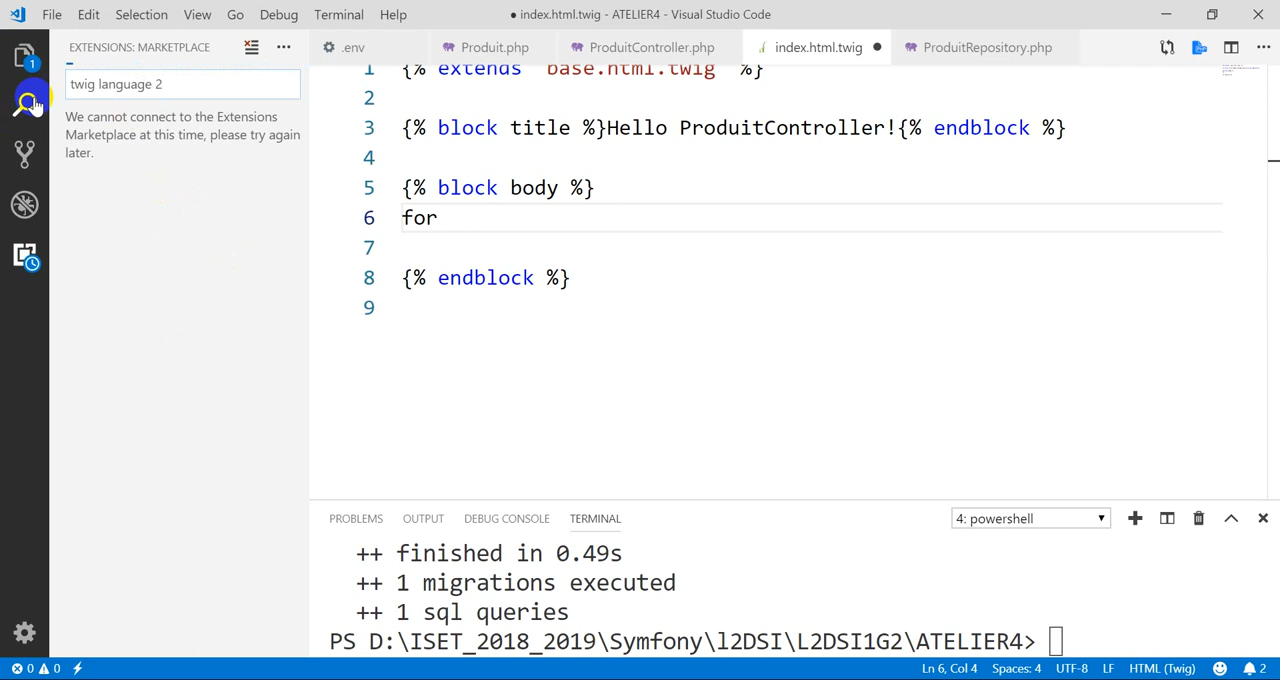 File Edit Selection View Go Debug Terminal Help ● index.html.twig - ATELIER4 - Visual Studio Code
EXTENSIONS: MARKETPLACE
.env Produit.php ProduitController.php index.html.twig ProduitRepository.php
1
twig language 2
We cannot connect to the Extensions
Marketplace at this time, please try again
later.
1 {% extends 'base.html.twig' %}
2
3 {% block title %}Hello ProduitController!{% endblock %}
4
5 {% block body %}
6 for
7
8 {% endblock %}
9
PROBLEMS OUTPUT DEBUG CONSOLE TERMINAL 4: powershell
++ finished in 0.49s
++ 1 migrations executed
++ 1 sql queries
PS D:\ISET_2018_2019\Symfony\l2DSI\L2DSI1G2\ATELIER4>
0 0 Ln 6, Col 4 Spaces: 4 UTF-8 LF HTML (Twig) 2